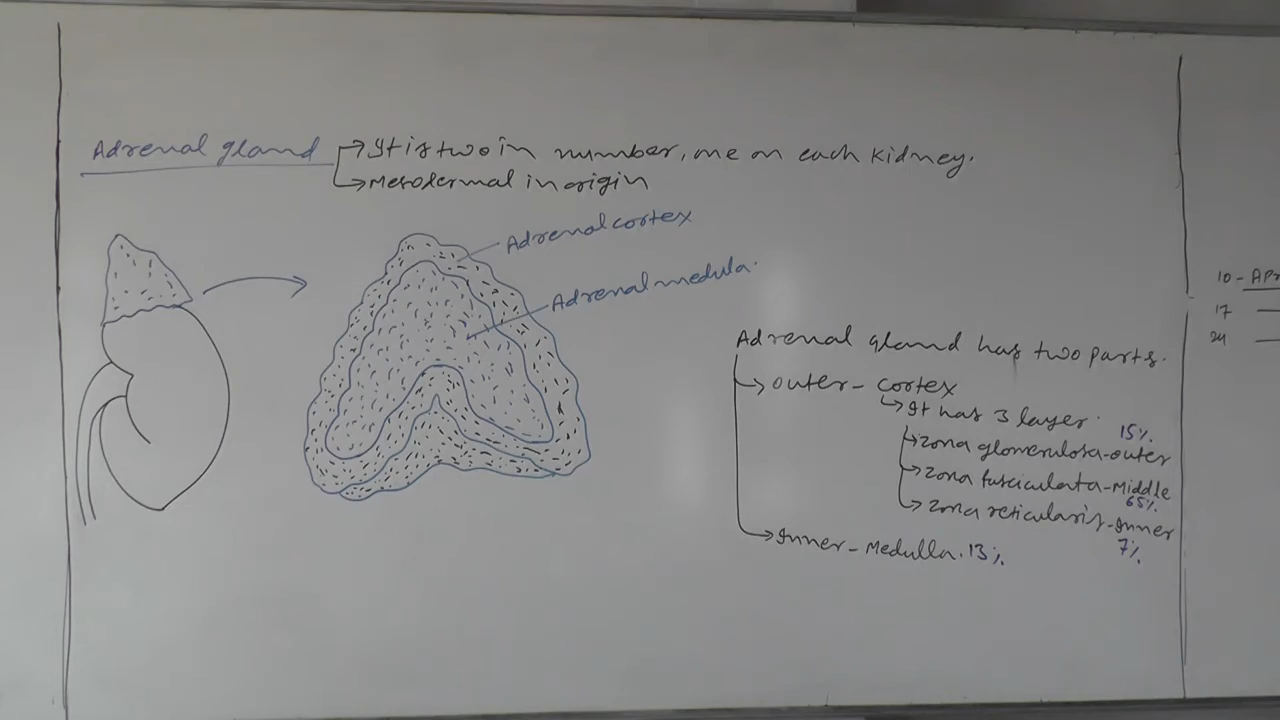 Adrenal gland
It is two in number, one on each kidney.
Mesodermal in origin
Adrenal cortex
Adrenal medula.
Adrenal gland has two parts.
outer - cortex
It has 3 layer.
15%.
zona glomerulosa - outer
zona fasciculata - Middle
65%.
zona reticularis - Inner
7%.
Inner - Medulla. 13%.
10 - Apr
17 —
24 —